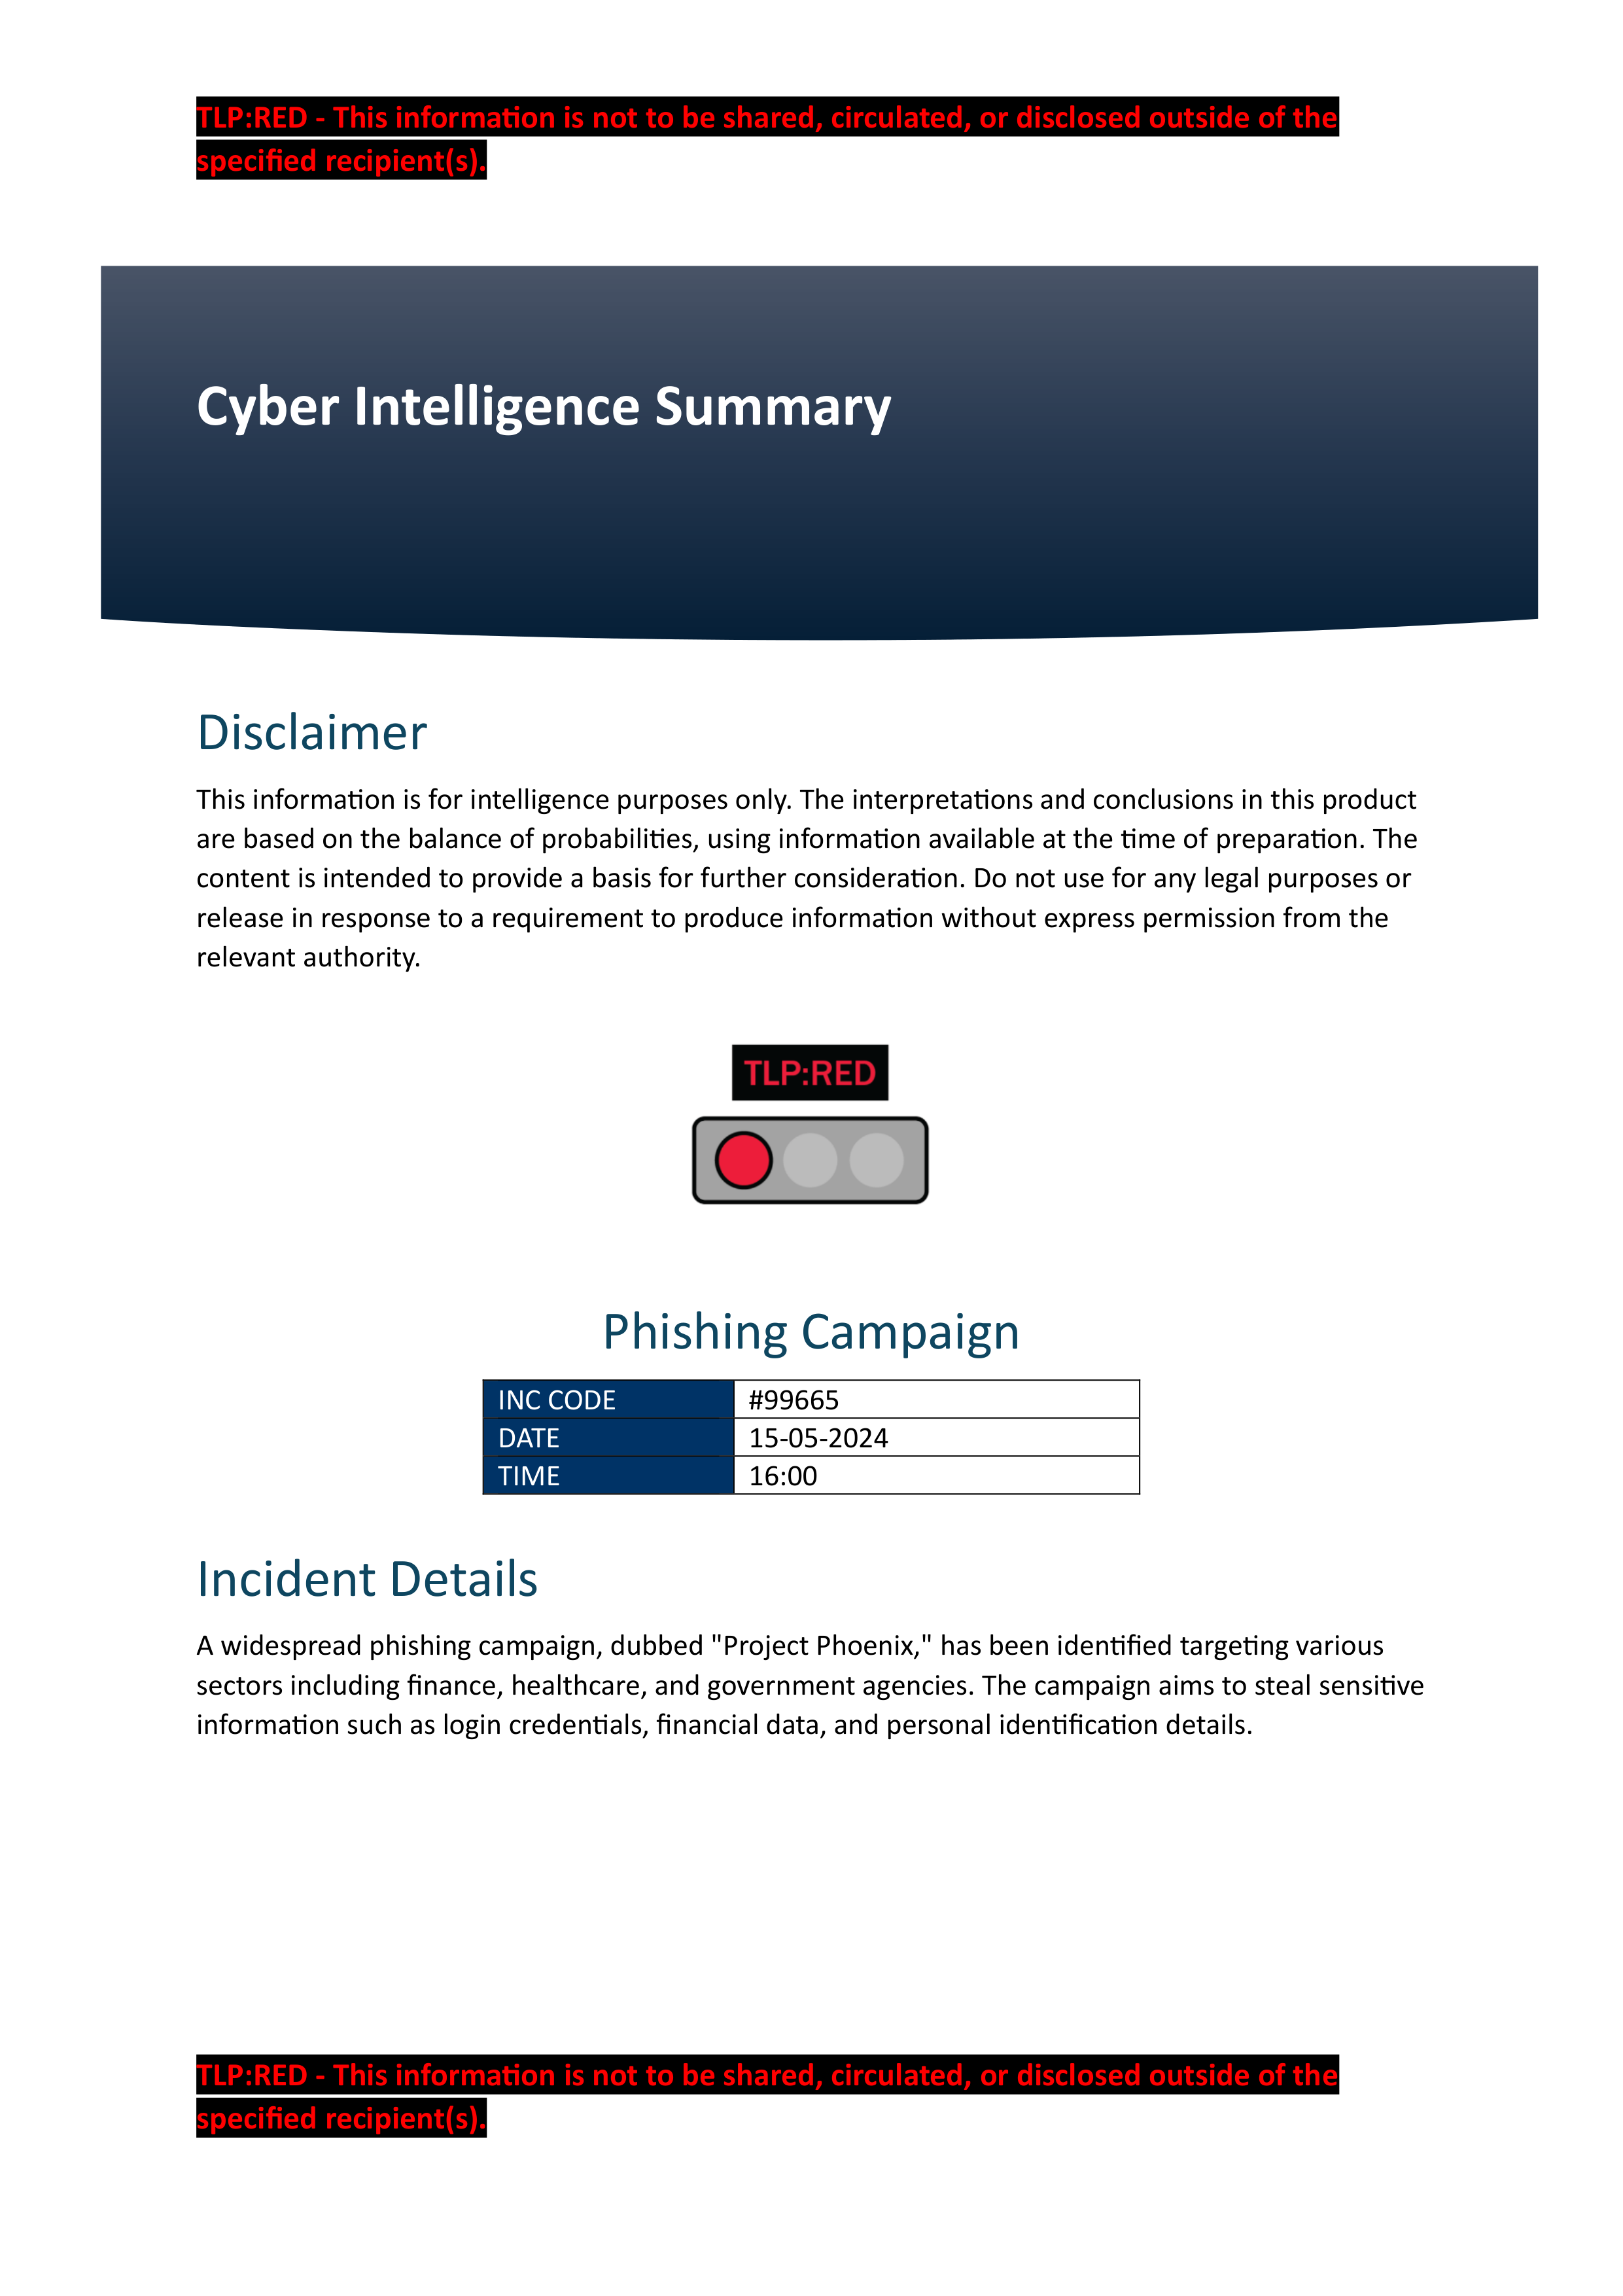 TLP:RED - This information is not to be shared, circulated, or disclosed outside of the
specified recipient(s).
Cyber Intelligence Summary
Disclaimer
This information is for intelligence purposes only. The interpretations and conclusions in this product
are based on the balance of probabilities, using information available at the time of preparation. The
content is intended to provide a basis for further consideration. Do not use for any legal purposes or
release in response to a requirement to produce information without express permission from the
relevant authority.
TLP:RED
Phishing Campaign
INC CODE #99665
DATE 15-05-2024
TIME 16:00
Incident Details
A widespread phishing campaign, dubbed "Project Phoenix," has been identified targeting various
sectors including finance, healthcare, and government agencies. The campaign aims to steal sensitive
information such as login credentials, financial data, and personal identification details.
TLP:RED - This information is not to be shared, circulated, or disclosed outside of the
specified recipient(s).